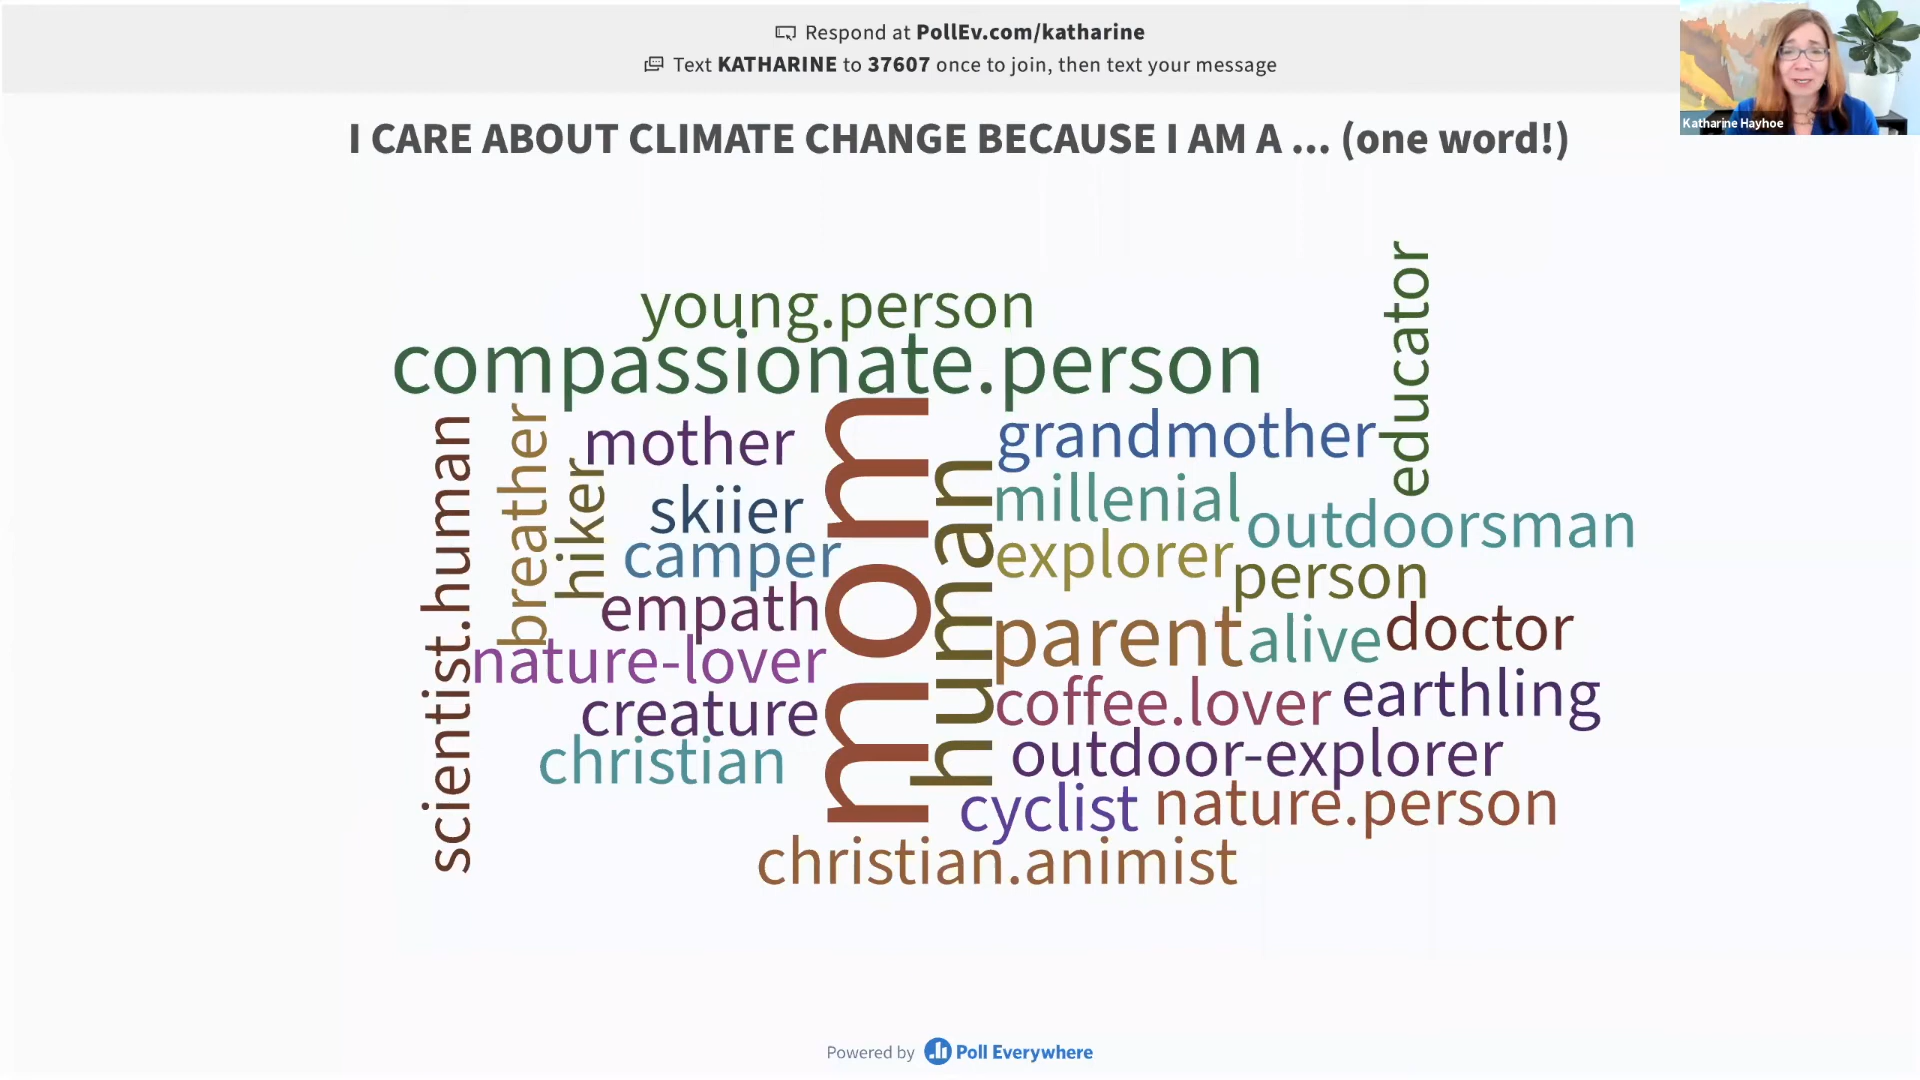 Respond at PollEv.com/katharine
Text KATHARINE to 37607 once to join, then text your message
Katharine Hayhoe
I CARE ABOUT CLIMATE CHANGE BECAUSE I AM A ... (one word!)
young.person
compassionate.person
educator
mother
grandmother
scientist.human
breather
hiker
skiier
mom
human
millenial
outdoorsman
camper
explorer
person
empath
parent
alive
doctor
nature-lover
creature
coffee.lover
earthling
christian
outdoor-explorer
cyclist
nature.person
christian.animist
Powered by Poll Everywhere